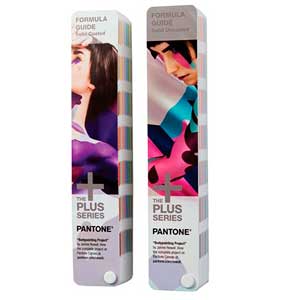 FORMULA
GUIDE
Solid Coated
+
THE
PLUS
SERIES
PANTONE®
"Bodypainting Project"
FORMULA
GUIDE
Solid Uncoated
+
THE
PLUS
SERIES
PANTONE®
"Bodypainting Project"